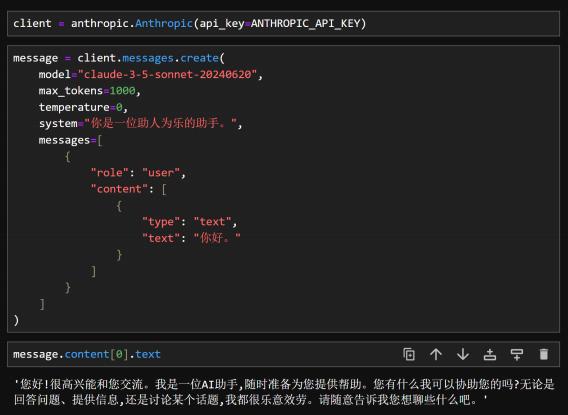 client = anthropic.Anthropic(api_key=ANTHROPIC_API_KEY)
message = client.messages.create(
    model="claude-3-5-sonnet-20240620",
    max_tokens=1000,
    temperature=0,
    system="你是一位助人为乐的助手。",
    messages=[
        {
            "role": "user",
            "content": [
                {
                    "type": "text",
                    "text": "你好。"
                }
            ]
        }
    ]
)
message.content[0].text
'您好!很高兴能和您交流。我是一位AI助手,随时准备为您提供帮助。您有什么我可以协助您的吗?无论是
回答问题、提供信息,还是讨论某个话题,我都很乐意效劳。请随意告诉我您想聊些什么吧。'